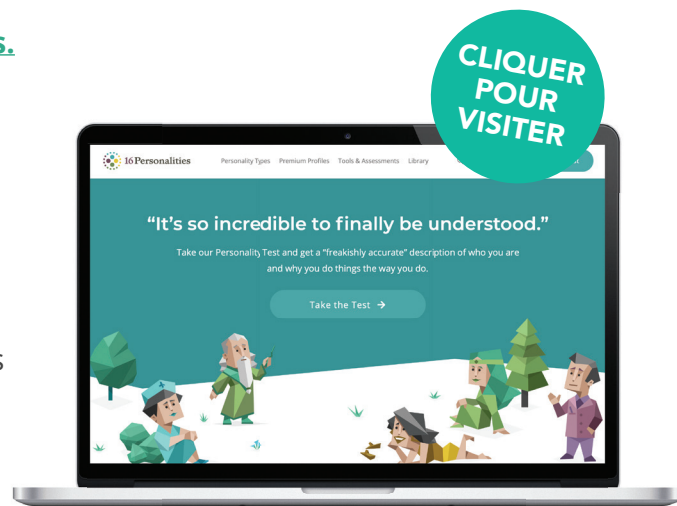 s.
CLIQUER
POUR
VISITER
16Personalities
Personality Types Premium Profiles Tools & Assessments Library
“It's so incredible to finally be understood.”
Take our Personality Test and get a “freakishly accurate” description of who you are
and why you do things the way you do.
Take the Test →
s